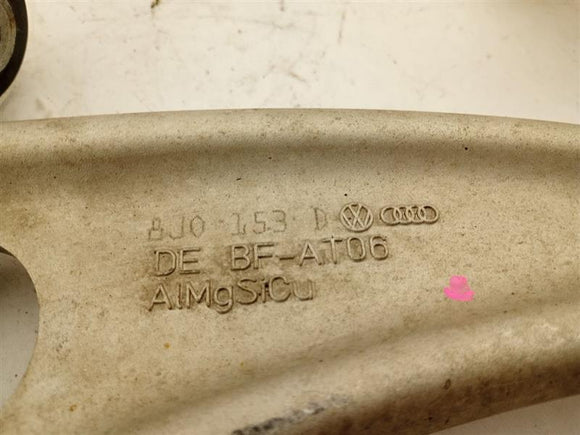 8J0 153 D
DE BF-AT06
AlMgSiCu